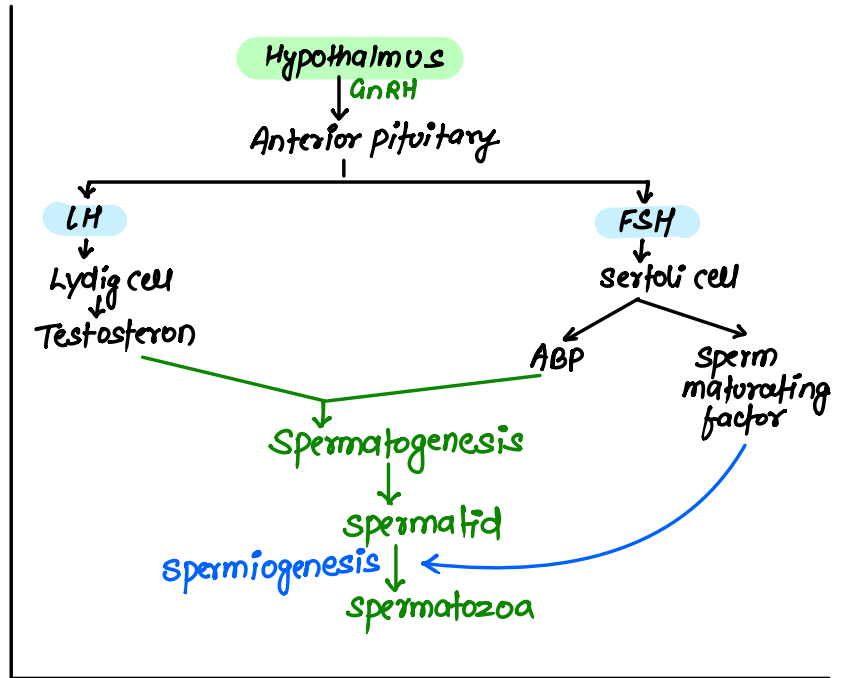 Hypothalmus
GnRH
Anterior pituitary
LH
FSH
Lydig cell
Sertoli cell
Testosteron
ABP
Sperm
maturating
factor
Spermatogenesis
Spermatid
Spermiogenesis
Spermatozoa